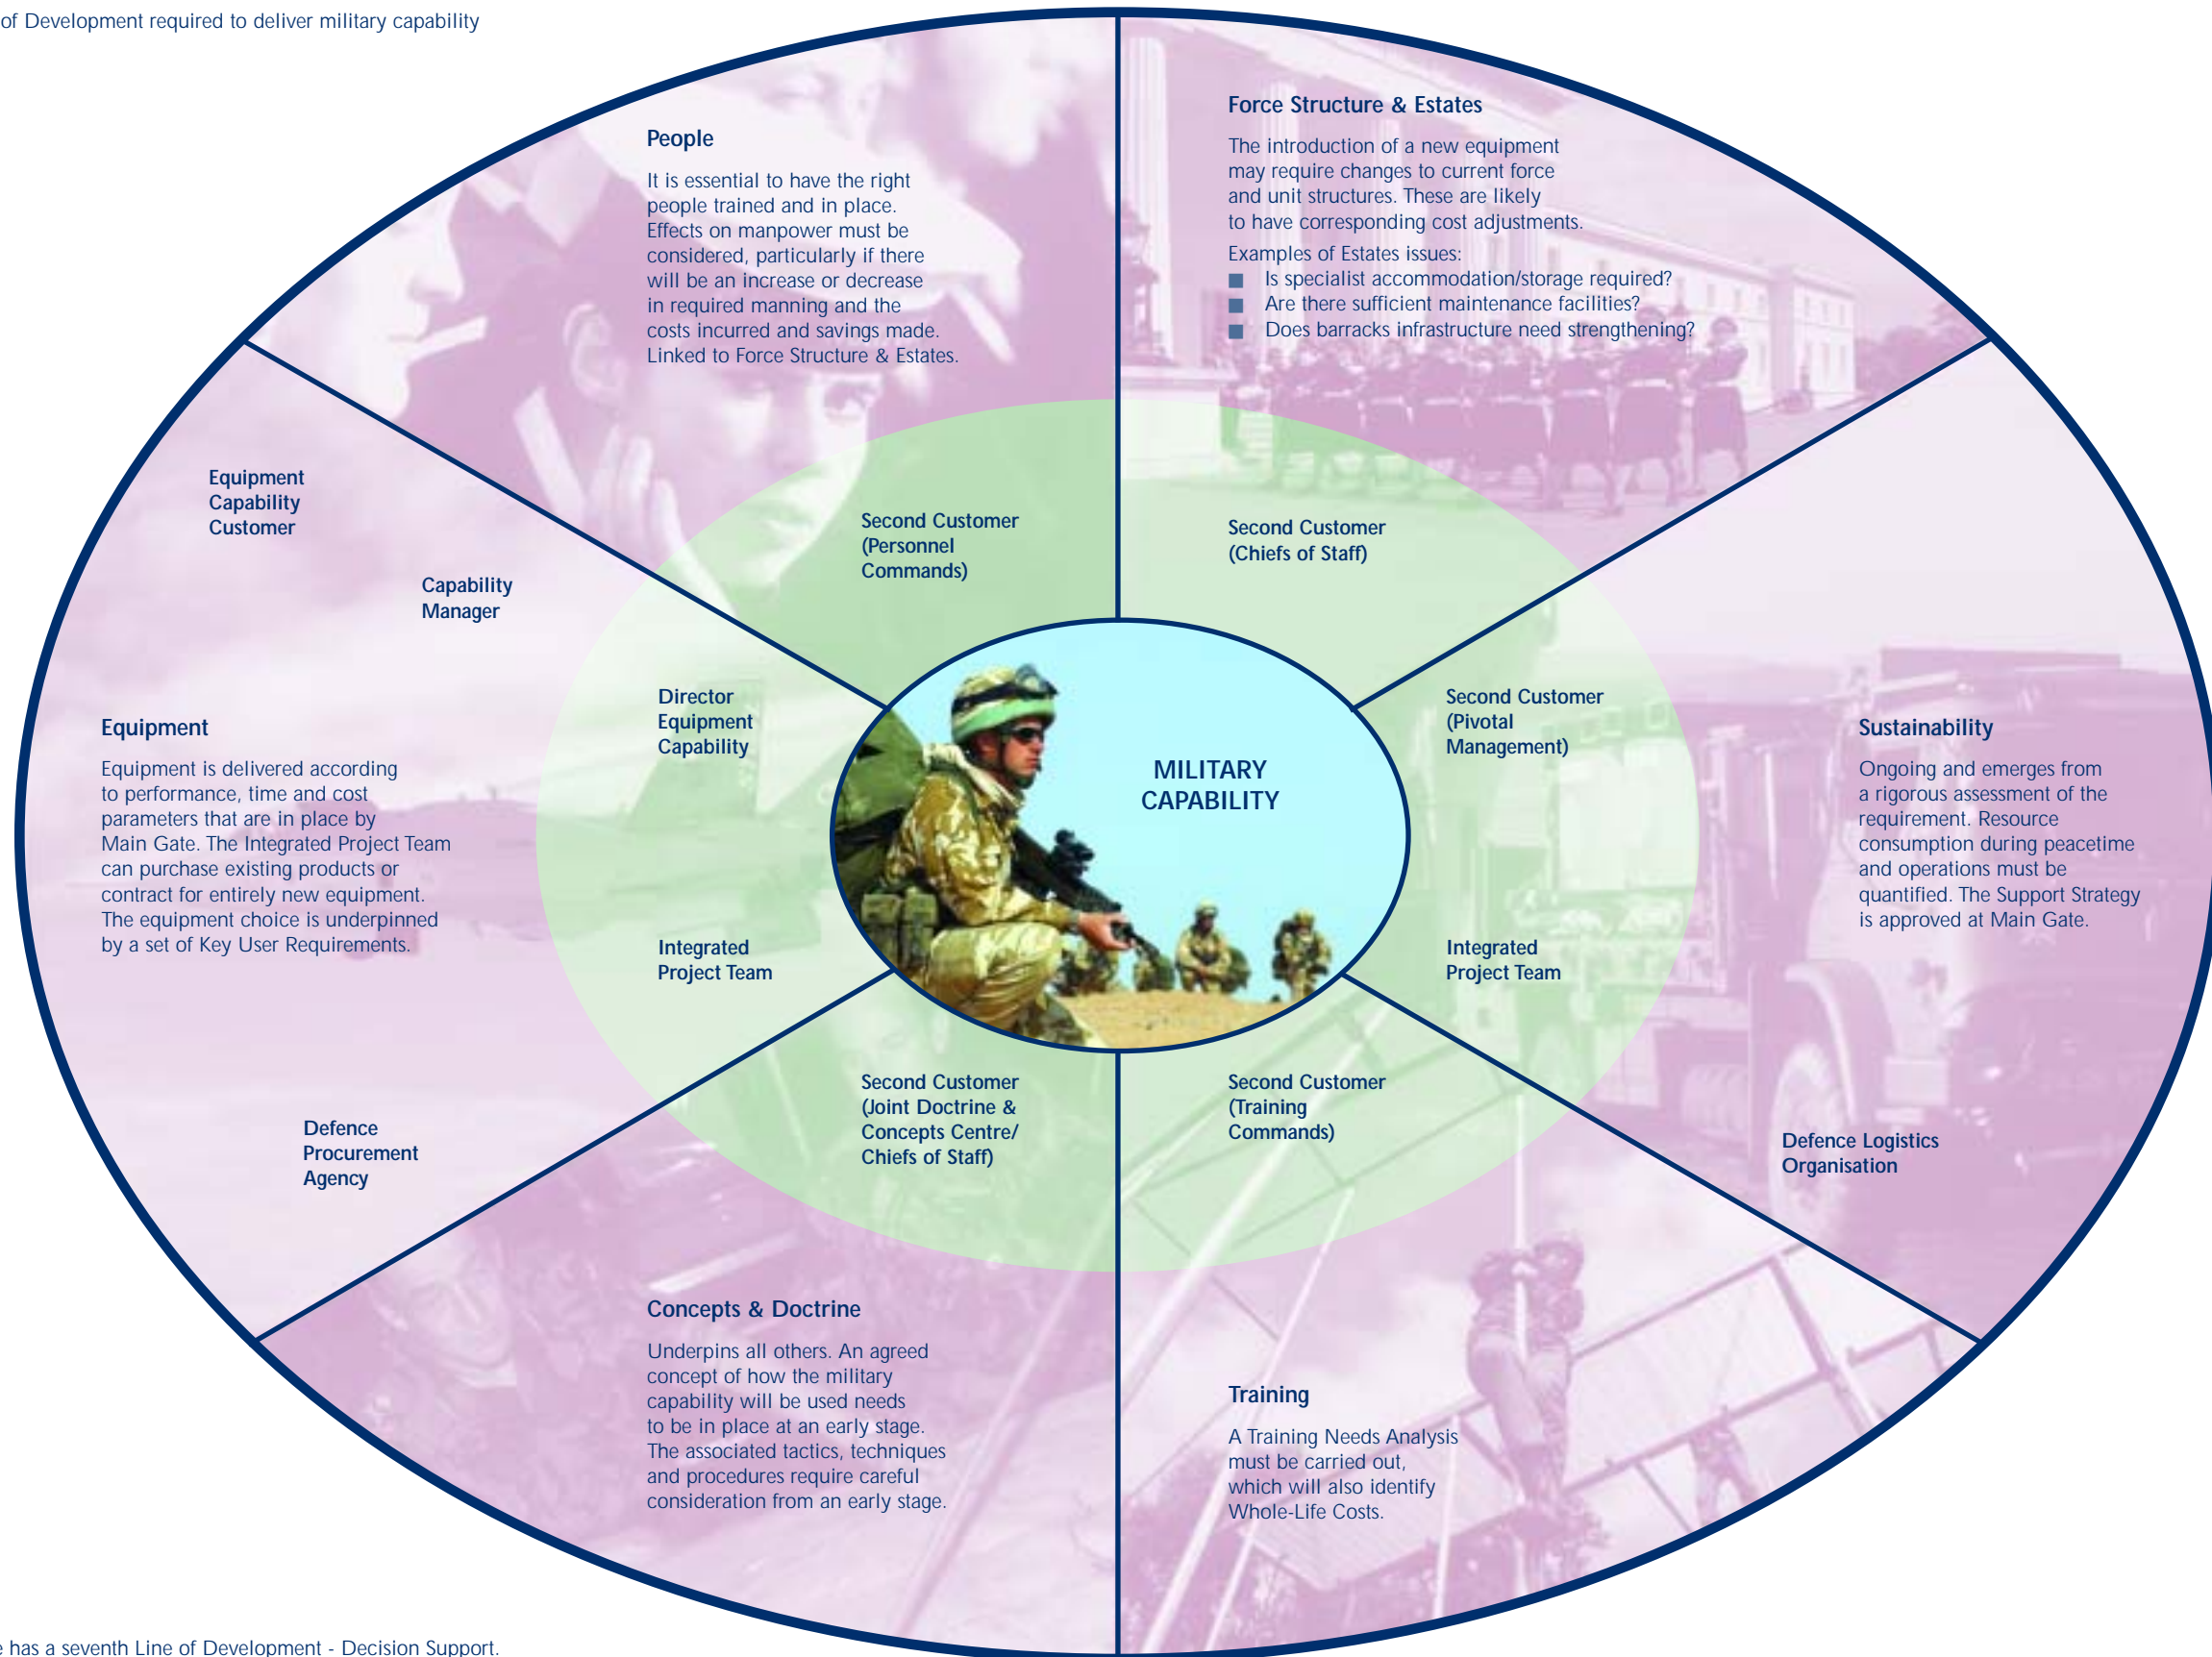 of Development required to deliver military capability
People
It is essential to have the right
people trained and in place.
Effects on manpower must be
considered, particularly if there
will be an increase or decrease
in required manning and the
costs incurred and savings made.
Linked to Force Structure & Estates.
Force Structure & Estates
The introduction of a new equipment
may require changes to current force
and unit structures. These are likely
to have corresponding cost adjustments.
Examples of Estates issues:
■ Is specialist accommodation/storage required?
■ Are there sufficient maintenance facilities?
■ Does barracks infrastructure need strengthening?
Equipment
Capability
Customer
Capability
Manager
Second Customer
(Personnel
Commands)
Second Customer
(Chiefs of Staff)
Director
Equipment
Capability
Second Customer
(Pivotal
Management)
Equipment
Equipment is delivered according
to performance, time and cost
parameters that are in place by
Main Gate. The Integrated Project Team
can purchase existing products or
contract for entirely new equipment.
The equipment choice is underpinned
by a set of Key User Requirements.
MILITARY
CAPABILITY
Sustainability
Ongoing and emerges from
a rigorous assessment of the
requirement. Resource
consumption during peacetime
and operations must be
quantified. The Support Strategy
is approved at Main Gate.
Integrated
Project Team
Integrated
Project Team
Defence
Procurement
Agency
Second Customer
(Joint Doctrine &
Concepts Centre/
Chiefs of Staff)
Second Customer
(Training
Commands)
Defence Logistics
Organisation
Concepts & Doctrine
Underpins all others. An agreed
concept of how the military
capability will be used needs
to be in place at an early stage.
The associated tactics, techniques
and procedures require careful
consideration from an early stage.
Training
A Training Needs Analysis
must be carried out,
which will also identify
Whole-Life Costs.
has a seventh Line of Development - Decision Support.